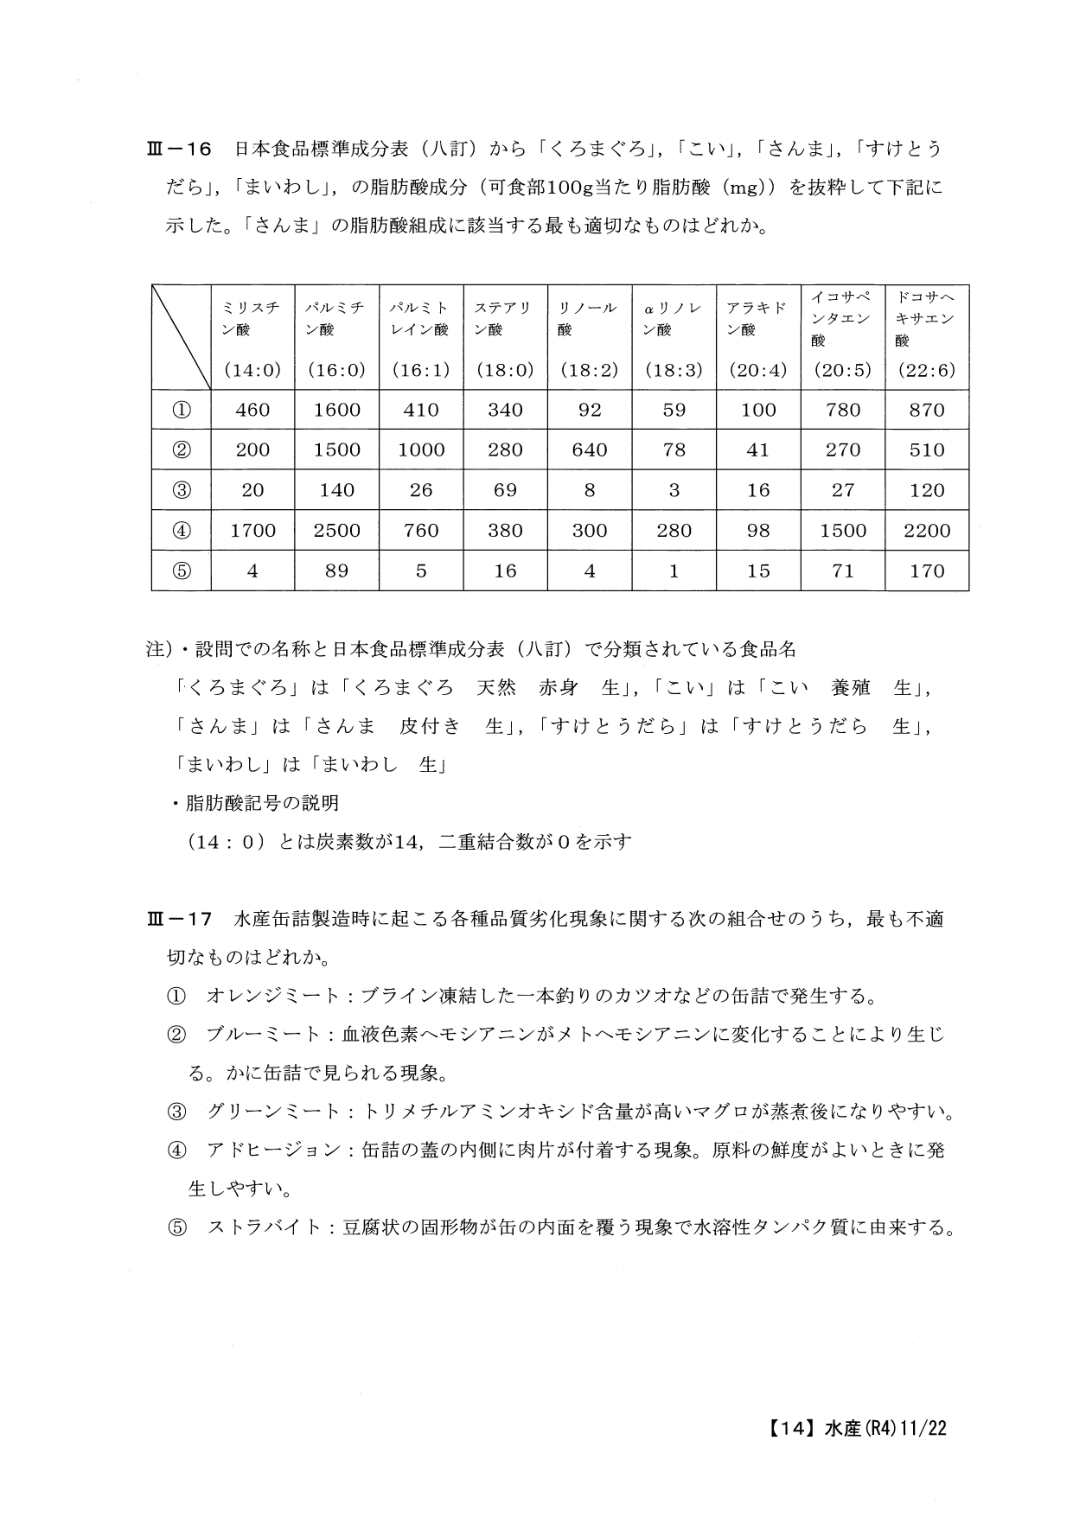 Ⅲ－16　日本食品標準成分表（八訂）から「くろまぐろ」，「こい」，「さんま」，「すけとう
だら」，「まいわし」，の脂肪酸成分（可食部100g当たり脂肪酸（mg））を抜粋して下記に
示した。「さんま」の脂肪酸組成に該当する最も適切なものはどれか。
ミリスチン酸（14:0）　パルミチン酸（16:0）　パルミトレイン酸（16:1）　ステアリン酸（18:0）　リノール酸（18:2）　αリノレン酸（18:3）　アラキドン酸（20:4）　イコサペンタエン酸（20:5）　ドコサヘキサエン酸（22:6）
①　460　1600　410　340　92　59　100　780　870
②　200　1500　1000　280　640　78　41　270　510
③　20　140　26　69　8　3　16　27　120
④　1700　2500　760　380　300　280　98　1500　2200
⑤　4　89　5　16　4　1　15　71　170
注）・設問での名称と日本食品標準成分表（八訂）で分類されている食品名
「くろまぐろ」は「くろまぐろ　天然　赤身　生」，「こい」は「こい　養殖　生」，
「さんま」は「さんま　皮付き　生」，「すけとうだら」は「すけとうだら　生」，
「まいわし」は「まいわし　生」
・脂肪酸記号の説明
（14：0）とは炭素数が14，二重結合数が０を示す
Ⅲ－17　水産缶詰製造時に起こる各種品質劣化現象に関する次の組合せのうち，最も不適
切なものはどれか。
①　オレンジミート：ブライン凍結した一本釣りのカツオなどの缶詰で発生する。
②　ブルーミート：血液色素ヘモシアニンがメトヘモシアニンに変化することにより生じ
る。かに缶詰で見られる現象。
③　グリーンミート：トリメチルアミンオキシド含量が高いマグロが蒸煮後になりやすい。
④　アドヒージョン：缶詰の蓋の内側に肉片が付着する現象。原料の鮮度がよいときに発
生しやすい。
⑤　ストラバイト：豆腐状の固形物が缶の内面を覆う現象で水溶性タンパク質に由来する。
【14】水産(R4)11/22